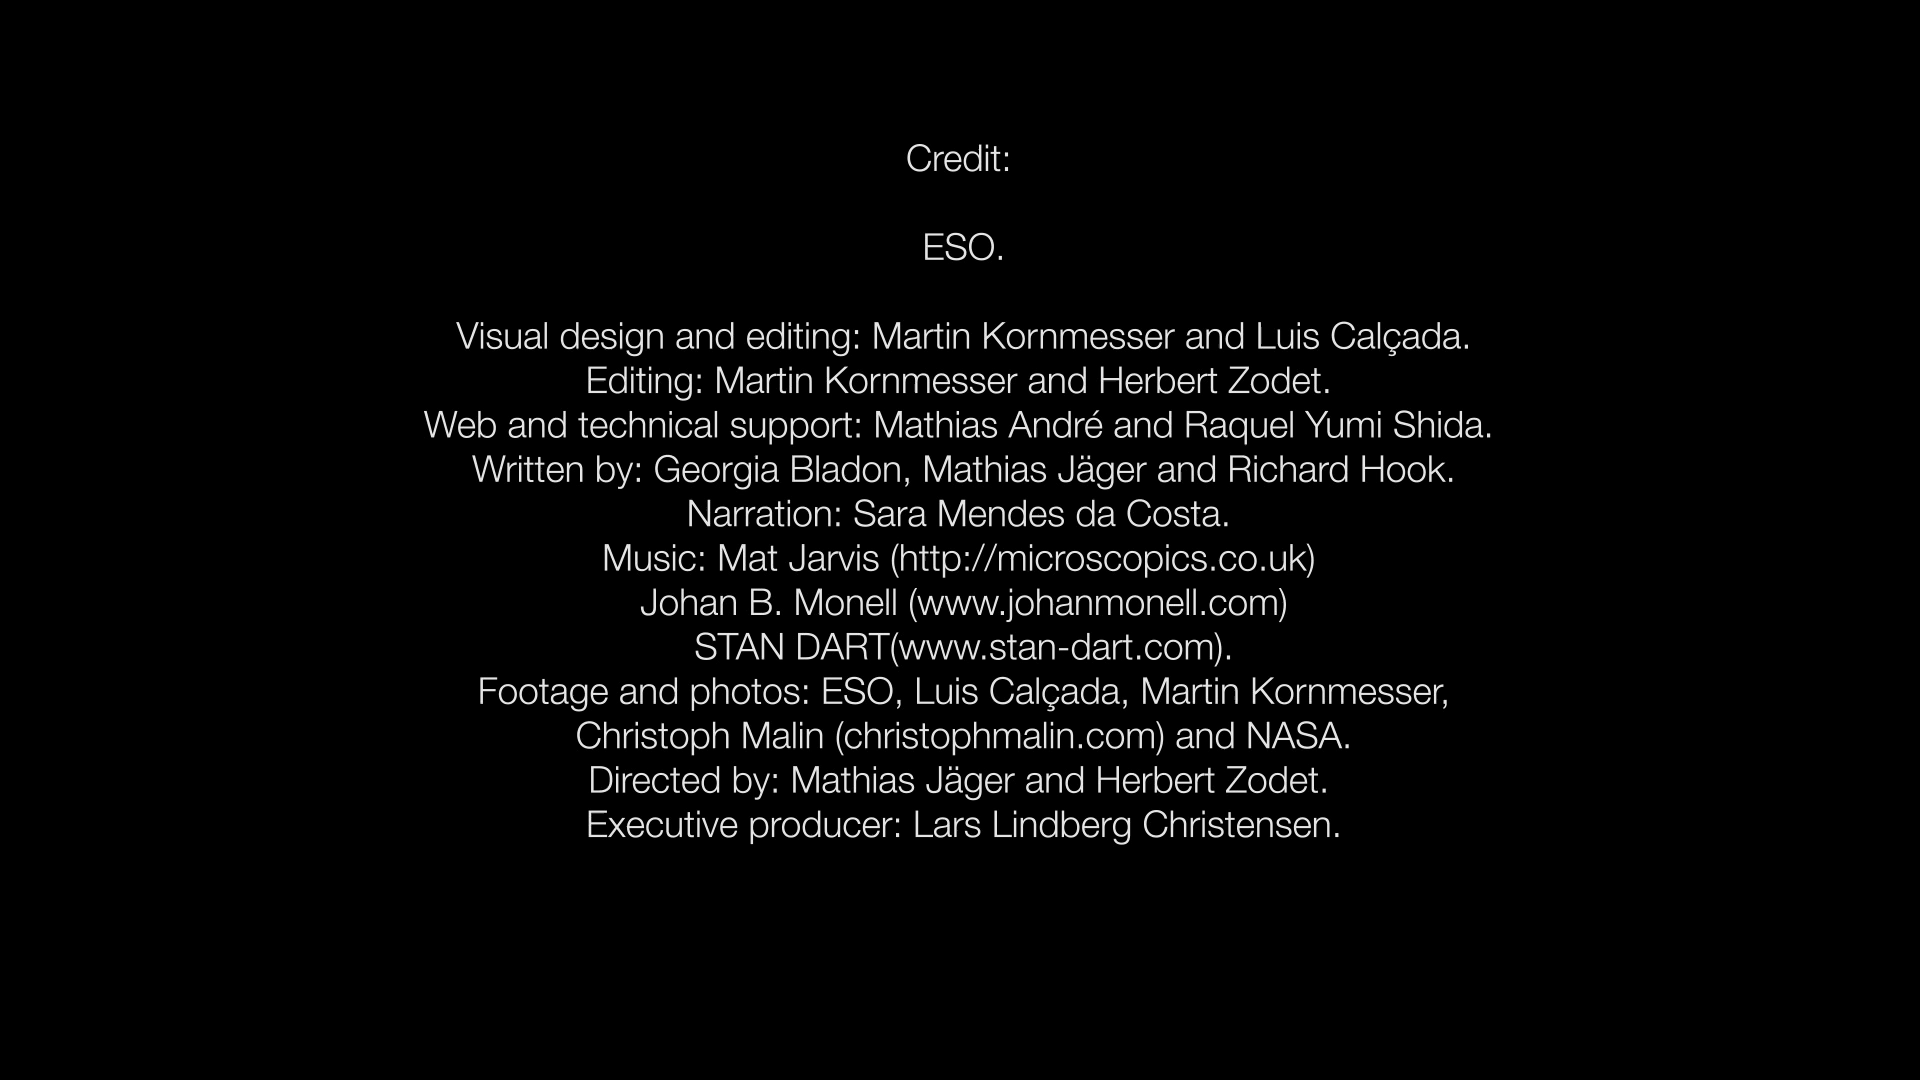 Credit:
ESO.
Visual design and editing: Martin Kornmesser and Luis Calçada.
Editing: Martin Kornmesser and Herbert Zodet.
Web and technical support: Mathias André and Raquel Yumi Shida.
Written by: Georgia Bladon, Mathias Jäger and Richard Hook.
Narration: Sara Mendes da Costa.
Music: Mat Jarvis (http://microscopics.co.uk)
Johan B. Monell (www.johanmonell.com)
STAN DART(www.stan-dart.com).
Footage and photos: ESO, Luis Calçada, Martin Kornmesser,
Christoph Malin (christophmalin.com) and NASA.
Directed by: Mathias Jäger and Herbert Zodet.
Executive producer: Lars Lindberg Christensen.